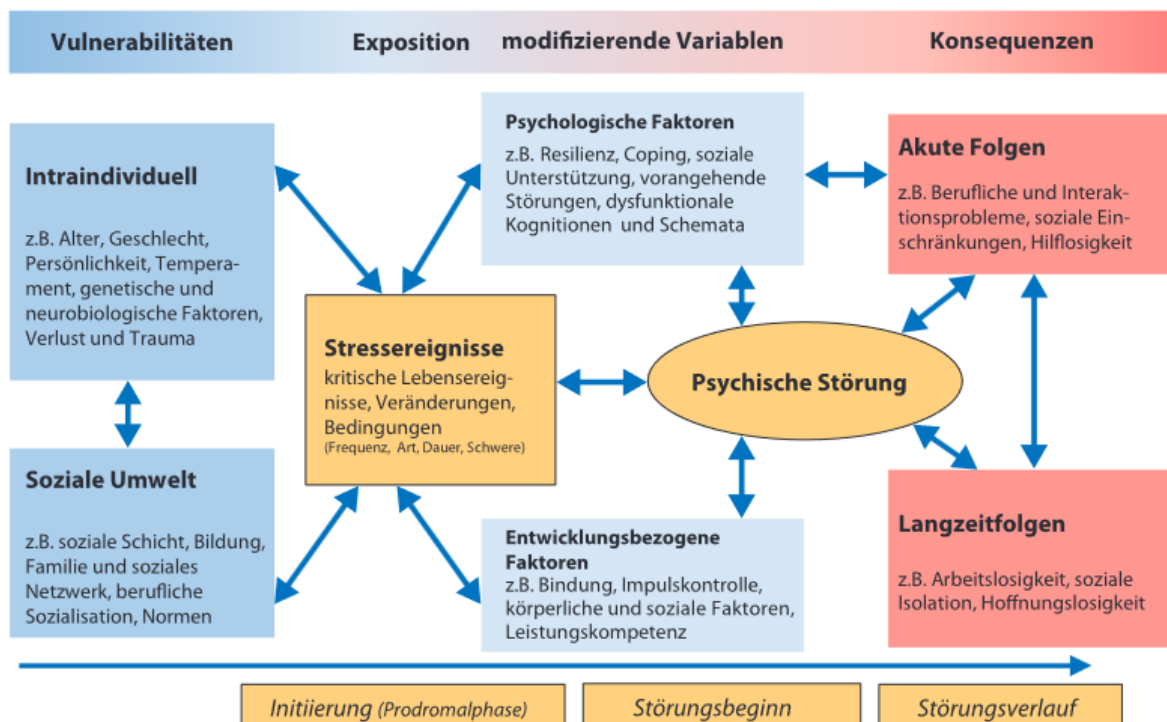 Vulnerabilitäten
Exposition
modifizierende Variablen
Konsequenzen
Intraindividuell
z.B. Alter, Geschlecht,
Persönlichkeit, Tempera-
ment, genetische und
neurobiologische Faktoren,
Verlust und Trauma
Soziale Umwelt
z.B. soziale Schicht, Bildung,
Familie und soziales
Netzwerk, berufliche
Sozialisation, Normen
Stressereignisse
kritische Lebensereig-
nisse, Veränderungen,
Bedingungen
(Frequenz, Art, Dauer, Schwere)
Psychologische Faktoren
z.B. Resilienz, Coping, soziale
Unterstützung, vorangehende
Störungen, dysfunktionale
Kognitionen und Schemata
Psychische Störung
Entwicklungsbezogene
Faktoren
z.B. Bindung, Impulskontrolle,
körperliche und soziale Faktoren,
Leistungskompetenz
Akute Folgen
z.B. Berufliche und Interak-
tionsprobleme, soziale Ein-
schränkungen, Hilflosigkeit
Langzeitfolgen
z.B. Arbeitslosigkeit, soziale
Isolation, Hoffnungslosigkeit
Initiierung (Prodromalphase)
Störungsbeginn
Störungsverlauf